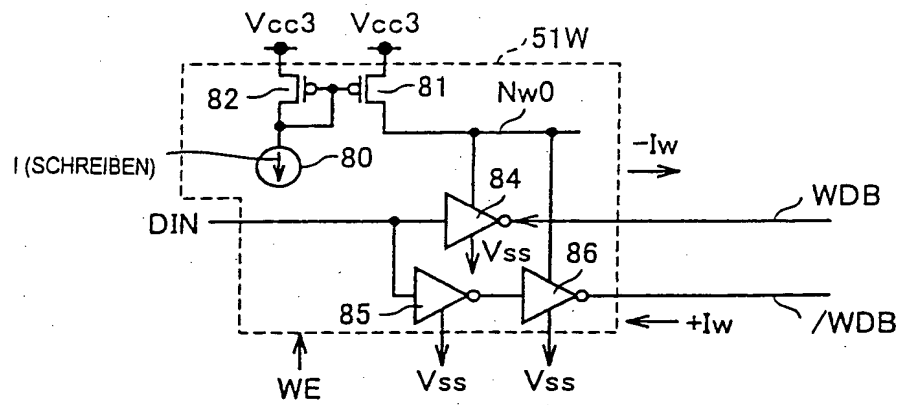 Vcc3 Vcc3
51W
82 81
Nw0
I (SCHREIBEN) 80
-Iw
84
DIN WDB
Vss 86
85
+Iw
/WDB
WE Vss Vss